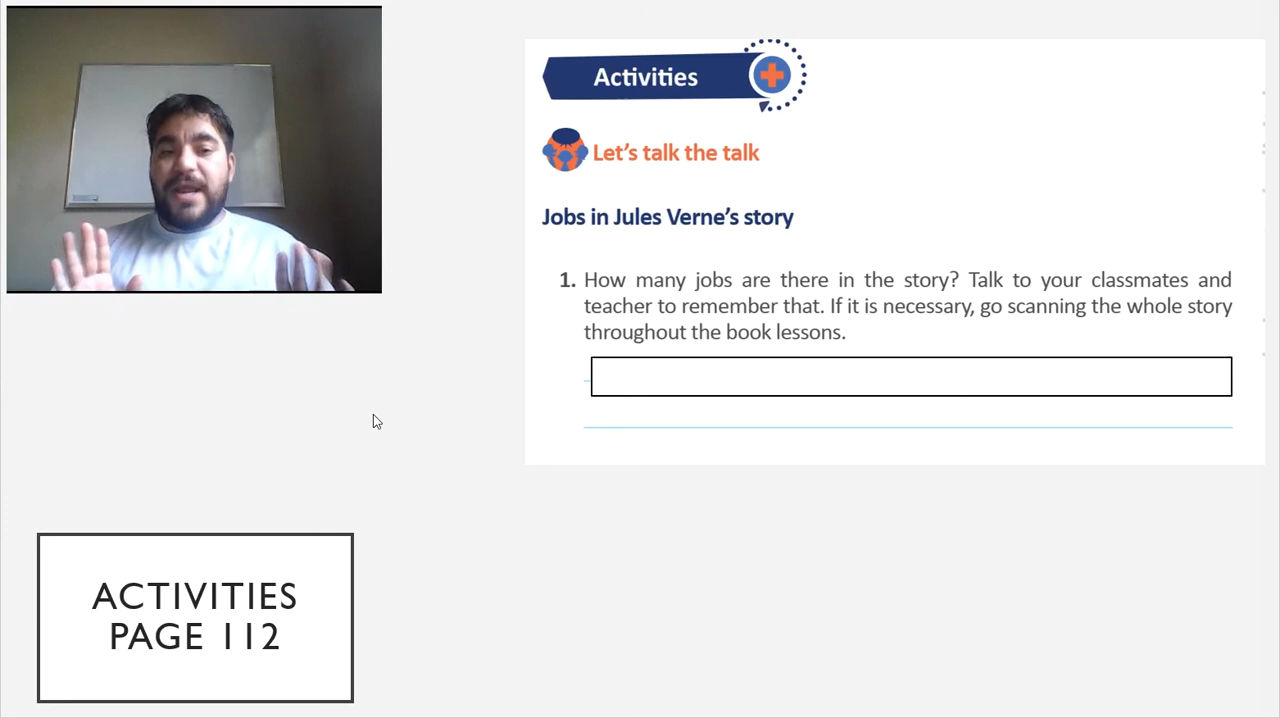 Activities
Let's talk the talk
Jobs in Jules Verne's story
1. How many jobs are there in the story? Talk to your classmates and
teacher to remember that. If it is necessary, go scanning the whole story
throughout the book lessons.
ACTIVITIES
PAGE 112